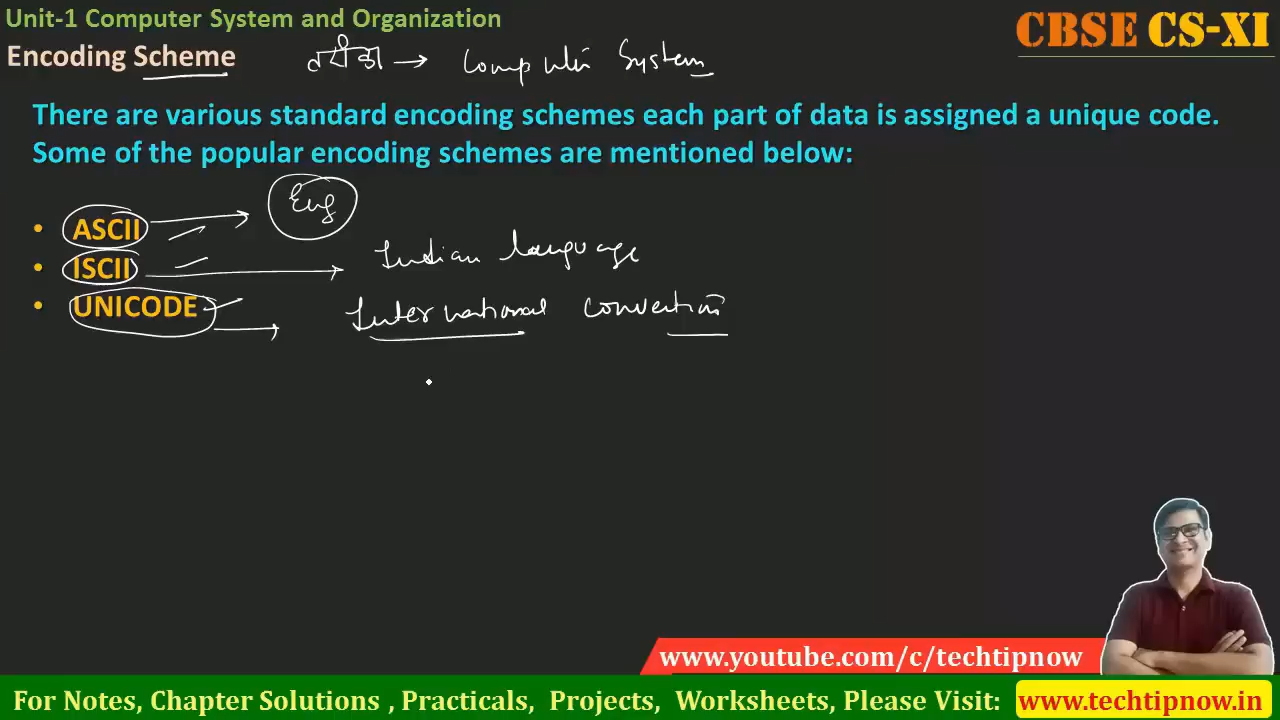 Unit-1 Computer System and Organization
CBSE CS-XI
Encoding Scheme तरीका → Computer System
There are various standard encoding schemes each part of data is assigned a unique code.
Some of the popular encoding schemes are mentioned below:
• ASCII Eng
• ISCII Indian language
• UNICODE International convention
www.youtube.com/c/techtipnow
For Notes, Chapter Solutions , Practicals, Projects, Worksheets, Please Visit: www.techtipnow.in